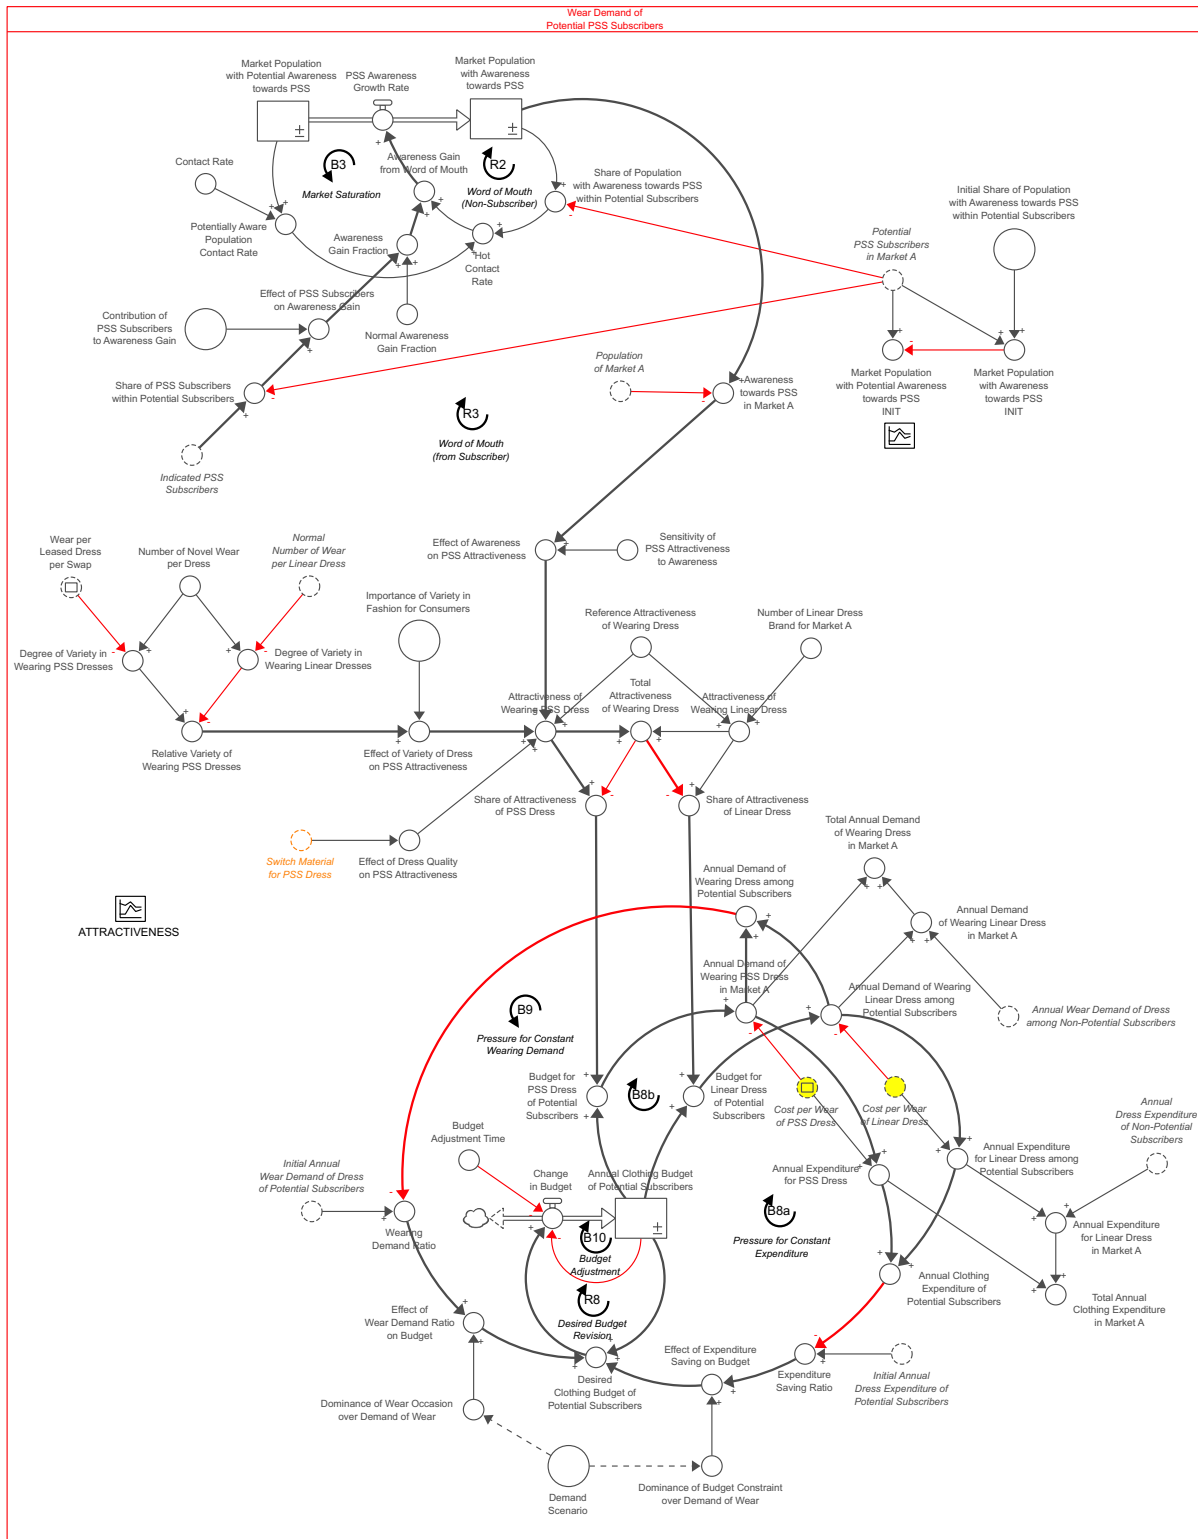 Wear Demand of
Potential PSS Subscribers
Market Population
with Potential Awareness
towards PSS
PSS Awareness
Growth Rate
Market Population
with Awareness
towards PSS
Contact Rate
B3
Market Saturation
Awareness Gain
from Word of Mouth
R2
Word of Mouth
(Non-Subscriber)
Share of Population
with Awareness towards PSS
within Potential Subscribers
Initial Share of Population
with Awareness towards PSS
within Potential Subscribers
Potentially Aware
Population
Contact Rate
Awareness
Gain Fraction
Hot
Contact
Rate
Potential
PSS Subscribers
in Market A
Effect of PSS Subscribers
on Awareness Gain
Contribution of
PSS Subscribers
to Awareness Gain
Normal Awareness
Gain Fraction
Population
of Market A
Market Population
with Potential Awareness
towards PSS
INIT
Market Population
with Awareness
towards PSS
INIT
Share of PSS Subscribers
within Potential Subscribers
Awareness
towards PSS
in Market A
R3
Word of Mouth
(from Subscriber)
Indicated PSS
Subscribers
Wear per
Leased Dress
per Swap
Number of Novel Wear
per Dress
Normal
Number of Wear
per Linear Dress
Effect of Awareness
on PSS Attractiveness
Sensitivity of
PSS Attractiveness
to Awareness
Importance of Variety in
Fashion for Consumers
Reference Attractiveness
of Wearing Dress
Number of Linear Dress
Brand for Market A
Degree of Variety in
Wearing PSS Dresses
Degree of Variety in
Wearing Linear Dresses
Attractiveness of
Wearing PSS Dress
Total
Attractiveness
of Wearing Dress
Attractiveness of
Wearing Linear Dress
Relative Variety of
Wearing PSS Dresses
Effect of Variety of Dress
on PSS Attractiveness
Share of Attractiveness
of PSS Dress
Share of Attractiveness
of Linear Dress
Switch Material
for PSS Dress
Effect of Dress Quality
on PSS Attractiveness
Total Annual Demand
of Wearing Dress
in Market A
Annual Demand of
Wearing Dress among
Potential Subscribers
ATTRACTIVENESS
Annual Demand
of Wearing Linear Dress
in Market A
Annual Demand of
Wearing PSS Dress
in Market A
Annual Demand of Wearing
Linear Dress among
Potential Subscribers
Annual Wear Demand of Dress
among Non-Potential Subscribers
B9
Pressure for Constant
Wearing Demand
Budget for
PSS Dress
of Potential
Subscribers
B8b
Budget for
Linear Dress
of Potential
Subscribers
Cost per Wear
of PSS Dress
Cost per Wear
of Linear Dress
Annual
Dress Expenditure
of Non-Potential
Subscribers
Budget
Adjustment Time
Initial Annual
Wear Demand of Dress
of Potential Subscribers
Change
in Budget
Annual Clothing Budget
of Potential Subscribers
Annual Expenditure
for PSS Dress
Annual Expenditure
for Linear Dress among
Potential Subscribers
Wearing
Demand Ratio
B10
Budget
Adjustment
B8a
Pressure for Constant
Expenditure
Annual Expenditure
for Linear Dress
in Market A
Annual Clothing
Expenditure of
Potential Subscribers
Total Annual
Clothing Expenditure
in Market A
R8
Desired Budget
Revision
Effect of
Wear Demand Ratio
on Budget
Effect of Expenditure
Saving on Budget
Desired
Clothing Budget of
Potential Subscribers
Expenditure
Saving Ratio
Initial Annual
Dress Expenditure of
Potential Subscribers
Dominance of Wear Occasion
over Demand of Wear
Demand
Scenario
Dominance of Budget Constraint
over Demand of Wear